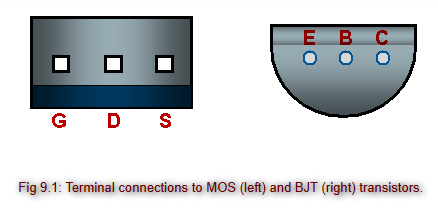 E B C
G D S
Fig 9.1: Terminal connections to MOS (left) and BJT (right) transistors.